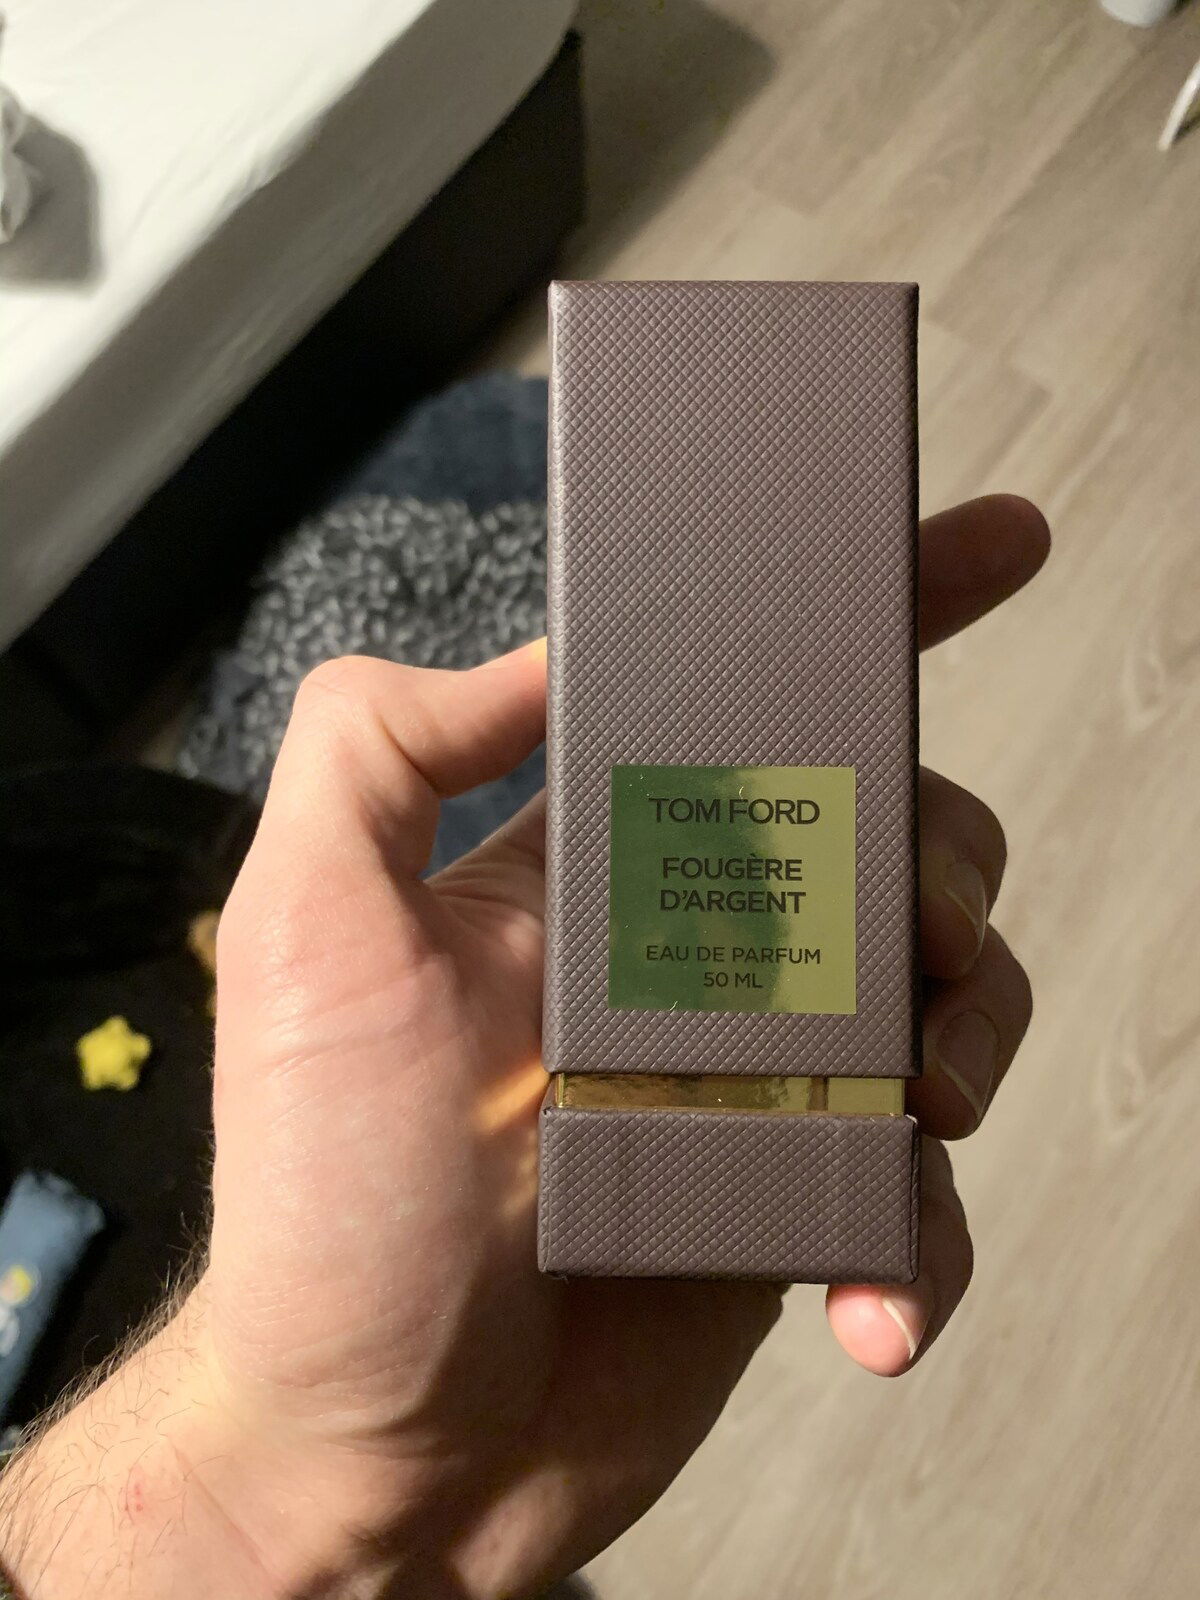 TOM FORD
FOUGÈRE
D'ARGENT
EAU DE PARFUM
50 ML